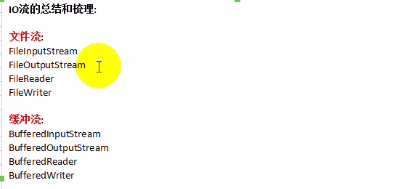 IO流的总结和梳理:
文件流:
FileInputStream
FileOutputStream
FileReader
FileWriter
缓冲流:
BufferedInputStream
BufferedOutputStream
BufferedReader
BufferedWriter